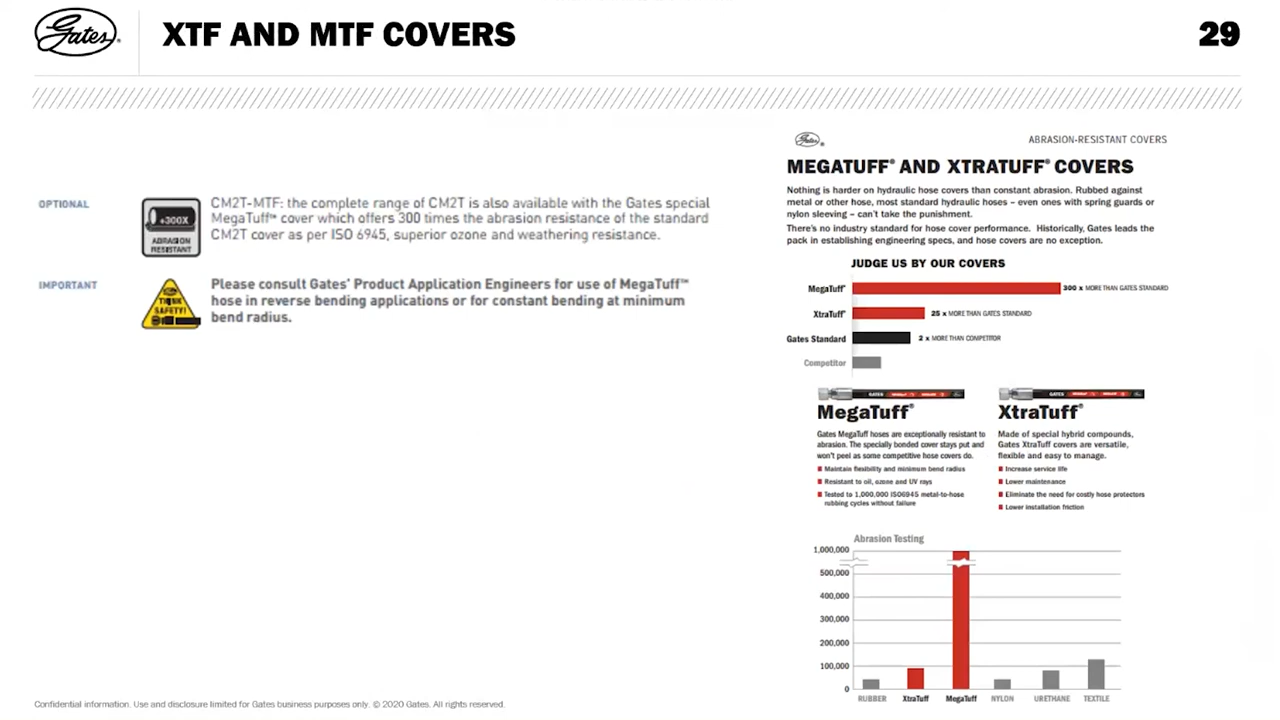 Gates
XTF AND MTF COVERS
29
OPTIONAL
+300X
ABRASION
RESISTANT
CM2T-MTF: the complete range of CM2T is also available with the Gates special
MegaTuff™ cover which offers 300 times the abrasion resistance of the standard
CM2T cover as per ISO 6945, superior ozone and weathering resistance.
IMPORTANT
THINK
SAFETY!
Please consult Gates' Product Application Engineers for use of MegaTuff™
hose in reverse bending applications or for constant bending at minimum
bend radius.
Gates
ABRASION-RESISTANT COVERS
MEGATUFF® AND XTRATUFF® COVERS
Nothing is harder on hydraulic hose covers than constant abrasion. Rubbed against
metal or other hose, most standard hydraulic hoses – even ones with spring guards or
nylon sleeving – can't take the punishment.
There's no industry standard for hose cover performance. Historically, Gates leads the
pack in establishing engineering specs, and hose covers are no exception.
JUDGE US BY OUR COVERS
MegaTuff® 300 x MORE THAN GATES STANDARD
XtraTuff® 25 x MORE THAN GATES STANDARD
Gates Standard 2 x MORE THAN COMPETITOR
Competitor
GATES
MegaTuff®
Gates MegaTuff hoses are exceptionally resistant to
abrasion. The specially bonded cover stays put and
won't peel as some competitive hose covers do.
Maintain flexibility and minimum bend radius
Resistant to oil, ozone and UV rays
Tested to 1,000,000 ISO6945 metal-to-hose
rubbing cycles without failure
GATES
XtraTuff®
Made of special hybrid compounds,
Gates XtraTuff covers are versatile,
flexible and easy to manage.
Increase service life
Lower maintenance
Eliminate the need for costly hose protectors
Lower installation friction
Abrasion Testing
1,000,000
500,000
400,000
300,000
200,000
100,000
0
RUBBER XtraTuff MegaTuff NYLON URETHANE TEXTILE
Confidential information. Use and disclosure limited for Gates business purposes only. © 2020 Gates. All rights reserved.